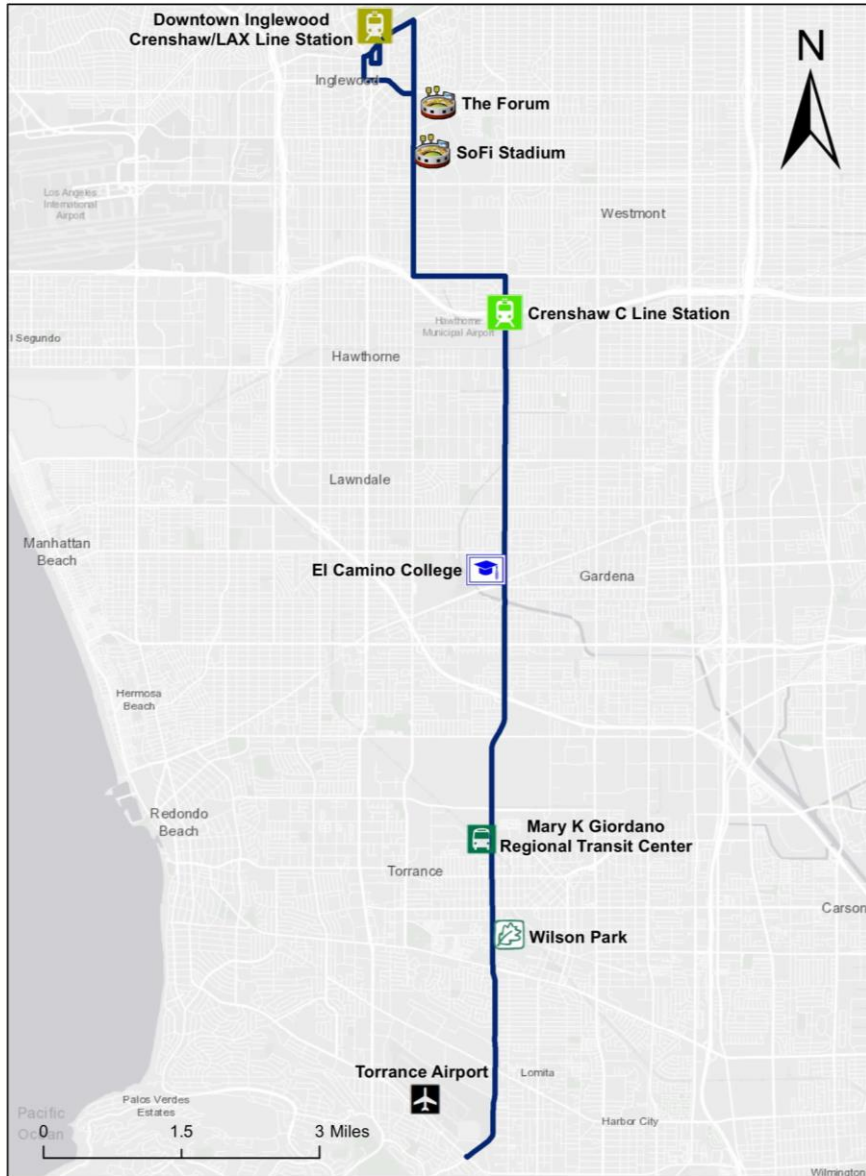 Downtown Inglewood
Crenshaw/LAX Line Station
N
Inglewood
The Forum
SoFi Stadium
Los Angeles
International
Airport
Westmont
Crenshaw C Line Station
Hawthorne
Municipal Airport
l Segundo
Hawthorne
Lawndale
Manhattan
Beach
El Camino College
Gardena
Hermosa
Beach
Redondo
Beach
Mary K Giordano
Regional Transit Center
Torrance
Carson
Wilson Park
Torrance Airport
Lomita
Palos Verdes
Estates
Pacific
Ocean
Harbor City
0 1.5 3 Miles
Wilmington